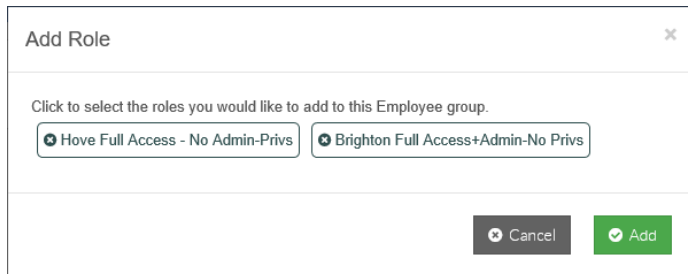 Add Role
Click to select the roles you would like to add to this Employee group.
Hove Full Access - No Admin-Privs Brighton Full Access+Admin-No Privs
Cancel Add